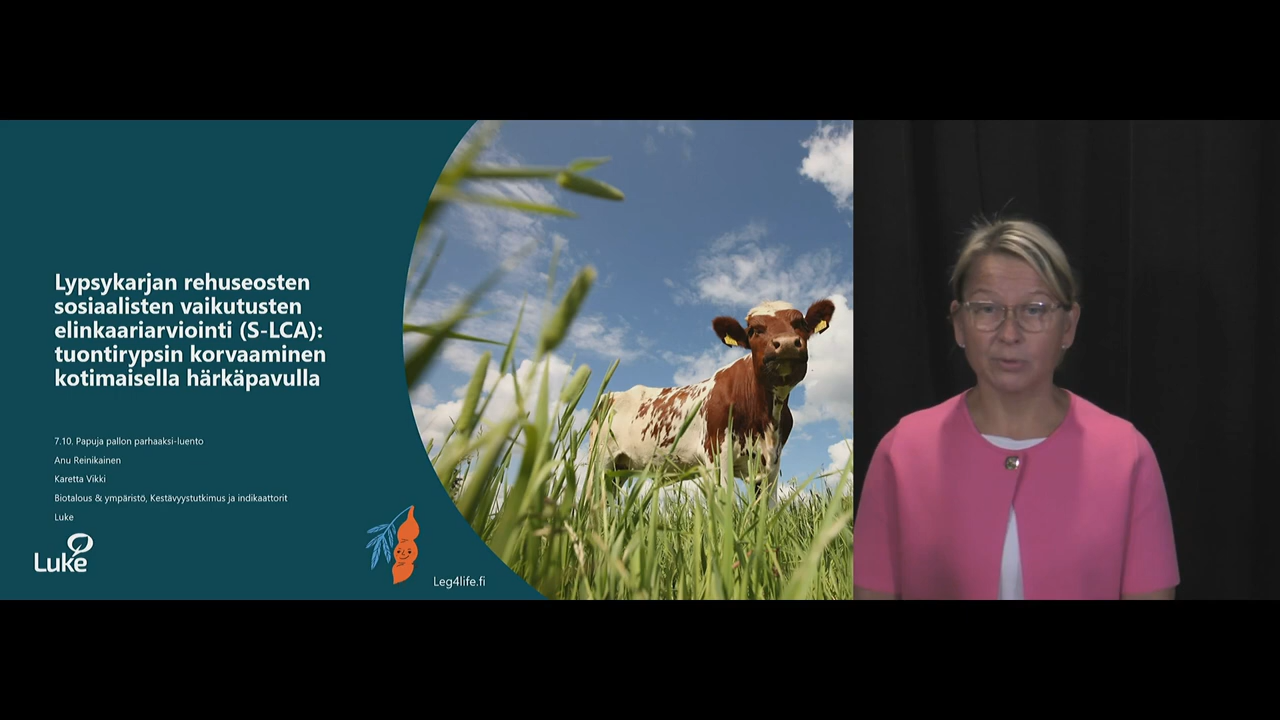 Lypsykarjan rehuseosten
sosiaalisten vaikutusten
elinkaariarviointi (S-LCA):
tuontirypsin korvaaminen
kotimaisella härkäpavulla
7.10. Papuja pallon parhaaksi-luento
Anu Reinikainen
Karetta Vikki
Biotalous & ympäristö, Kestävyystutkimus ja indikaattorit
Luke
Luke
Leg4life.fi